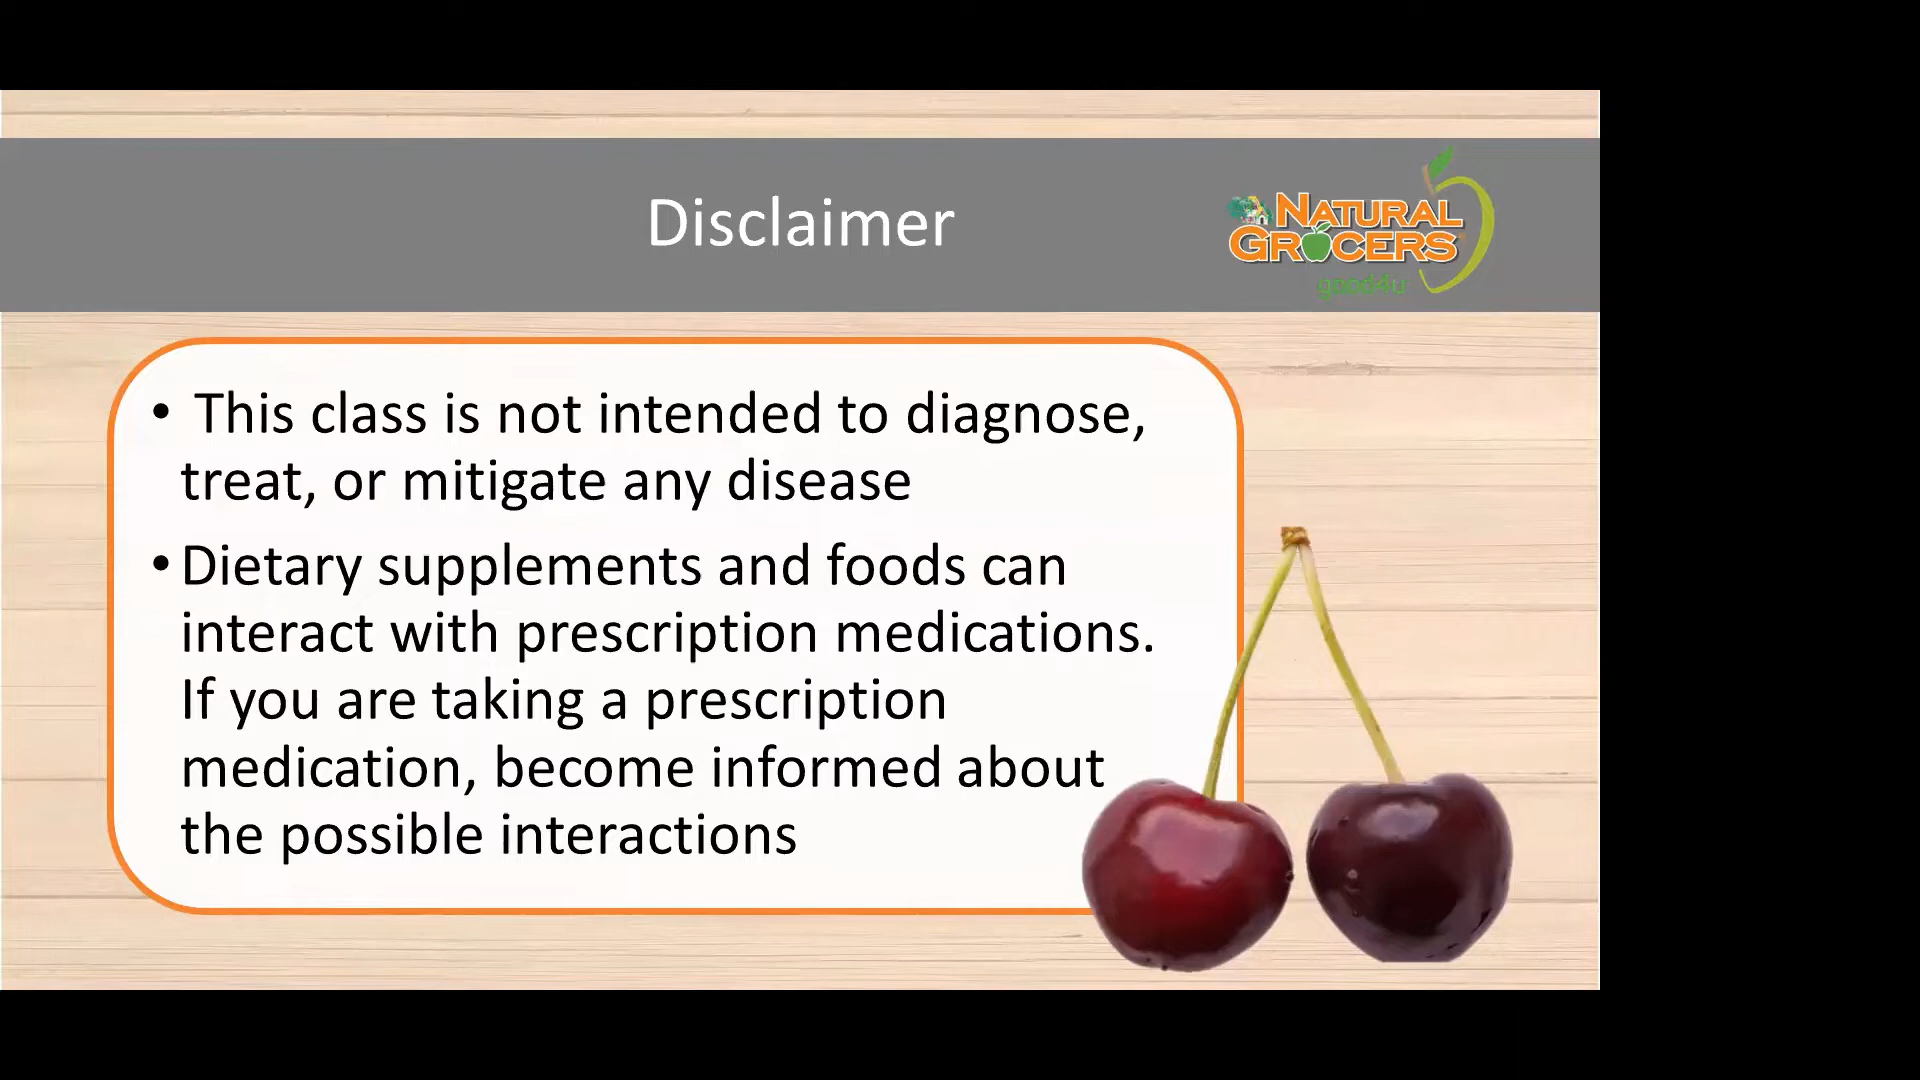 Disclaimer
NATURAL
GROCERS
good4u
• This class is not intended to diagnose,
treat, or mitigate any disease
• Dietary supplements and foods can
interact with prescription medications.
If you are taking a prescription
medication, become informed about
the possible interactions